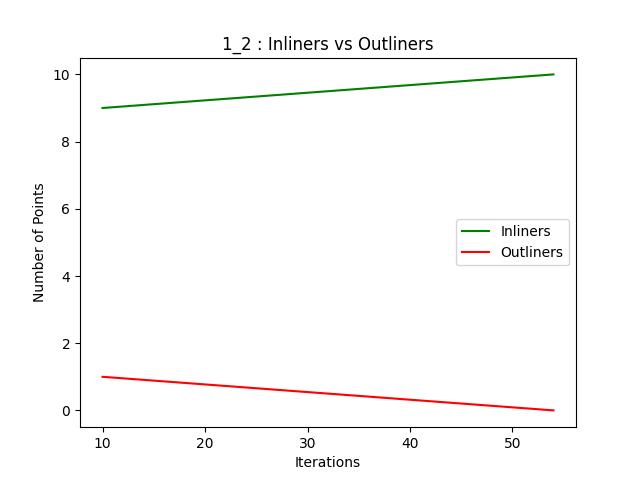 1_2 : Inliners vs Outliners
10
8
6
4
2
0
Number of Points
Inliners
Outliners
10 20 30 40 50
Iterations